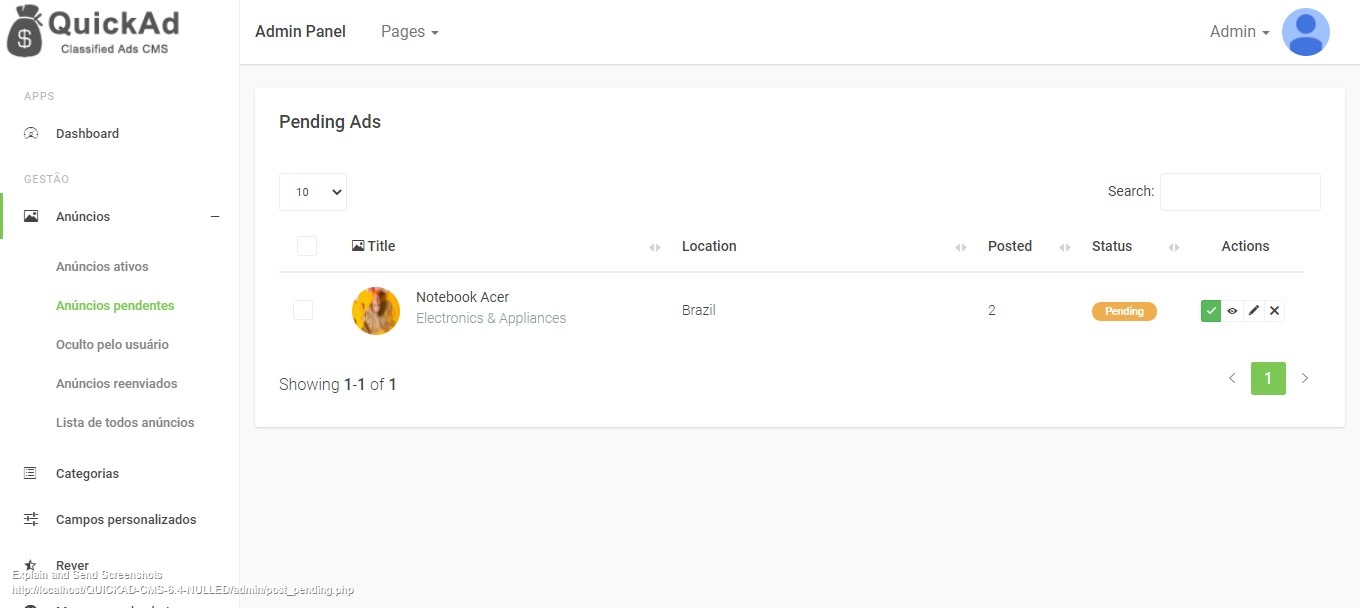 QuickAd
Classified Ads CMS
Admin Panel
Pages
Admin
APPS
Dashboard
GESTÃO
Anúncios
Anúncios ativos
Anúncios pendentes
Oculto pelo usuário
Anúncios reenviados
Lista de todos anúncios
Categorias
Campos personalizados
Rever
Explain and Send Screenshots
http://localhost/QUICKAD-CMS-6.4-NULLED/admin/post_pending.php
Pending Ads
10
Search:
Title Location Posted Status Actions
Notebook Acer
Electronics & Appliances
Brazil 2 Pending
Showing 1-1 of 1
1